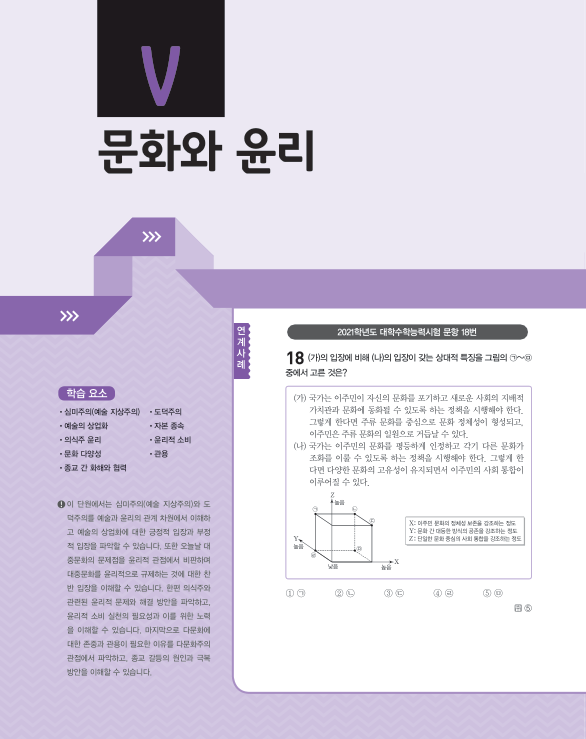 V
문화와 윤리
학습 요소
· 심미주의(예술 지상주의) · 도덕주의
· 예술의 상업화 · 자본 종속
· 의식주 윤리 · 윤리적 소비
· 문화 다양성 · 관용
· 종교 간 화해와 협력
이 단원에서는 심미주의(예술 지상주의)와 도
덕주의를 예술과 윤리의 관계 차원에서 이해하
고 예술의 상업화에 대한 긍정적 입장과 부정
적 입장을 파악할 수 있습니다. 또한 오늘날 대
중문화의 문제점을 윤리적 관점에서 비판하며
대중문화를 윤리적으로 규제하는 것에 대한 찬
반 입장을 이해할 수 있습니다. 한편 의식주와
관련된 윤리적 문제와 해결 방안을 파악하고,
윤리적 소비 실천의 필요성과 이를 위한 노력
을 이해할 수 있습니다. 마지막으로 다문화에
대한 존중과 관용이 필요한 이유를 다문화주의
관점에서 파악하고, 종교 갈등의 원인과 극복
방안을 이해할 수 있습니다.
연계사례
2021학년도 대학수학능력시험 문항 18번
18 (가)의 입장에 비해 (나)의 입장이 갖는 상대적 특징을 그림의 ㉠~㉤
중에서 고른 것은?
(가) 국가는 이주민이 자신의 문화를 포기하고 새로운 사회의 지배적
가치관과 문화에 동화될 수 있도록 하는 정책을 시행해야 한다.
그렇게 한다면 주류 문화를 중심으로 문화 정체성이 형성되고,
이주민은 주류 문화의 일원으로 거듭날 수 있다.
(나) 국가는 이주민의 문화를 평등하게 인정하고 각기 다른 문화가
조화를 이룰 수 있도록 하는 정책을 시행해야 한다. 그렇게 한
다면 다양한 문화의 고유성이 유지되면서 이주민의 사회 통합이
이루어질 수 있다.
Z
높음
㉠ ㉡
㉢
Y
높음
㉣ ㉤
낮음
X
높음
X: 이주민 문화의 정체성 보존을 강조하는 정도
Y: 문화 간 대등한 방식의 공존을 강조하는 정도
Z: 단일한 문화 중심의 사회 통합을 강조하는 정도
① ㉠ ② ㉡ ③ ㉢ ④ ㉣ ⑤ ㉤
답 ⑤